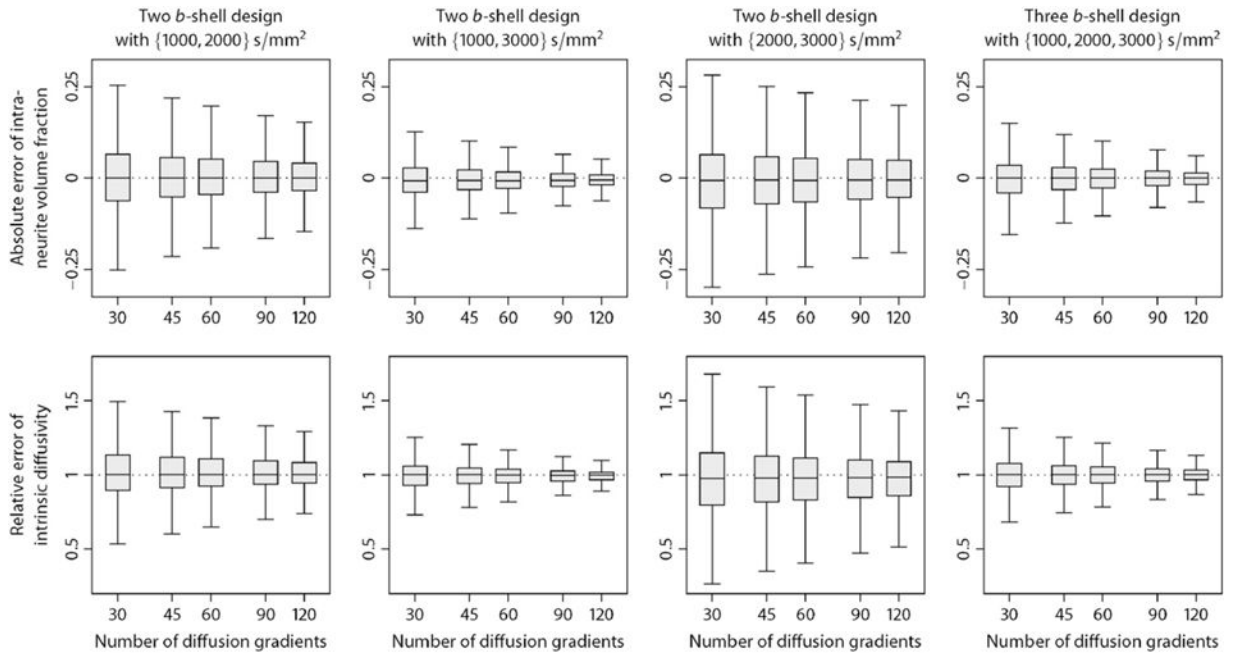 Two b-shell design
with {1000, 2000} s/mm²
Two b-shell design
with {1000, 3000} s/mm²
Two b-shell design
with {2000, 3000} s/mm²
Three b-shell design
with {1000, 2000, 3000} s/mm²
Absolute error of intra-
neurite volume fraction
0.25
0
−0.25
30 45 60 90 120
0.25
0
−0.25
30 45 60 90 120
0.25
0
−0.25
30 45 60 90 120
0.25
0
−0.25
30 45 60 90 120
Relative error of
intrinsic diffusivity
1.5
1
0.5
30 45 60 90 120
Number of diffusion gradients
1.5
1
0.5
30 45 60 90 120
Number of diffusion gradients
1.5
1
0.5
30 45 60 90 120
Number of diffusion gradients
1.5
1
0.5
30 45 60 90 120
Number of diffusion gradients